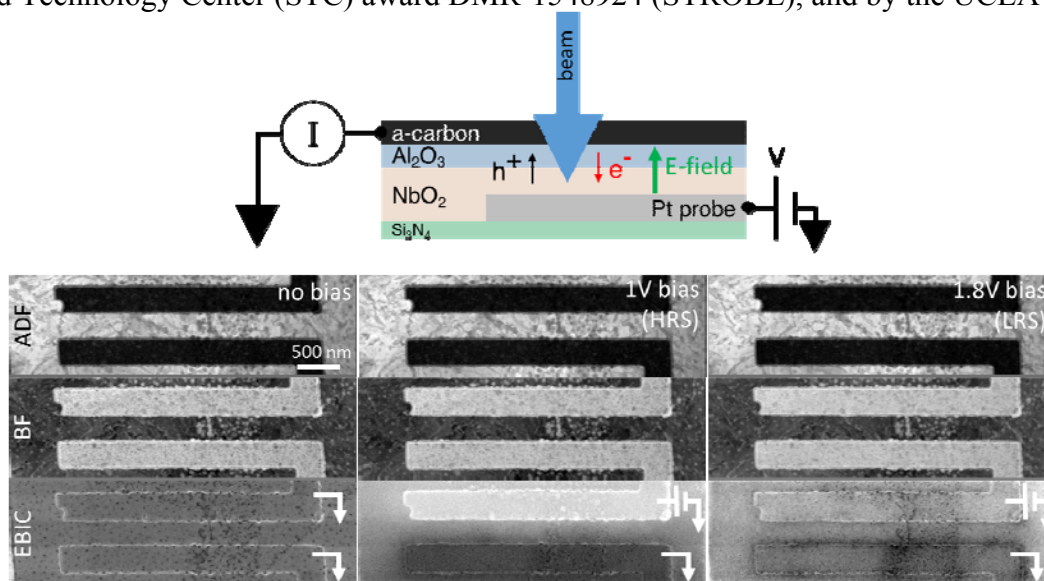 d Technology Center (STC) award DMR-1548924 (STROBE), and by the UCLA
beam
I
a-carbon
Al₂O₃
h⁺
e⁻
E-field
V
NbO₂
Pt probe
Si₃N₄
ADF
no bias
500 nm
1V bias
(HRS)
1.8V bias
(LRS)
BF
EBIC